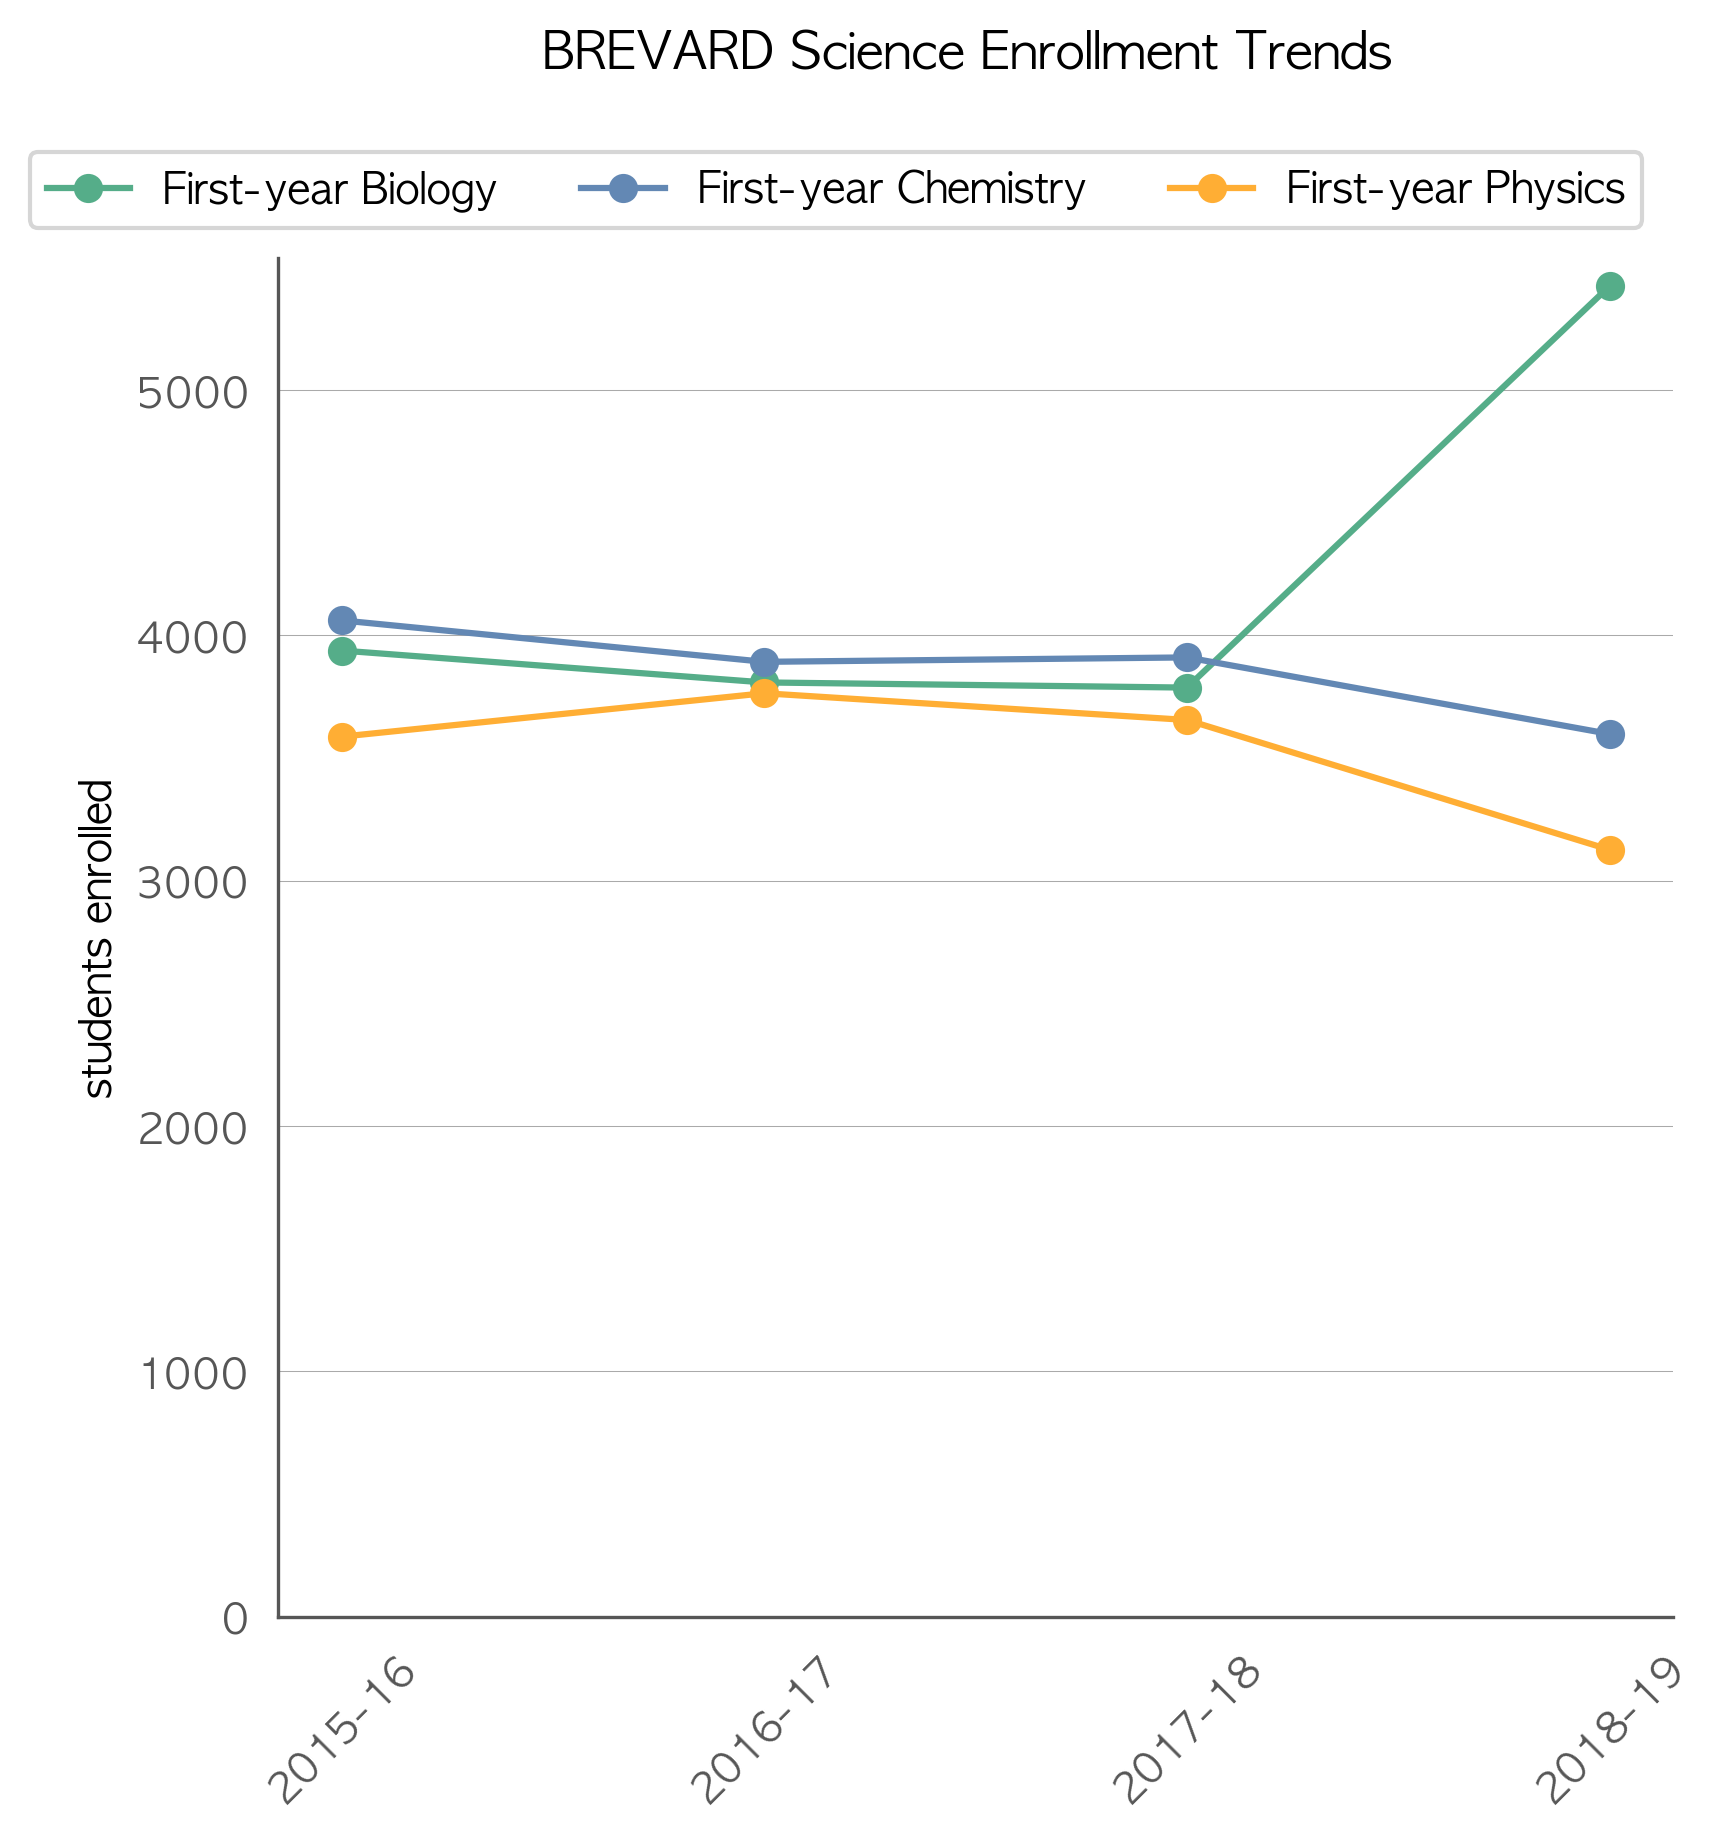 BREVARD Science Enrollment Trends
First-year Biology First-year Chemistry First-year Physics
5000
4000
3000
2000
1000
0
students enrolled
2015-16 2016-17 2017-18 2018-19